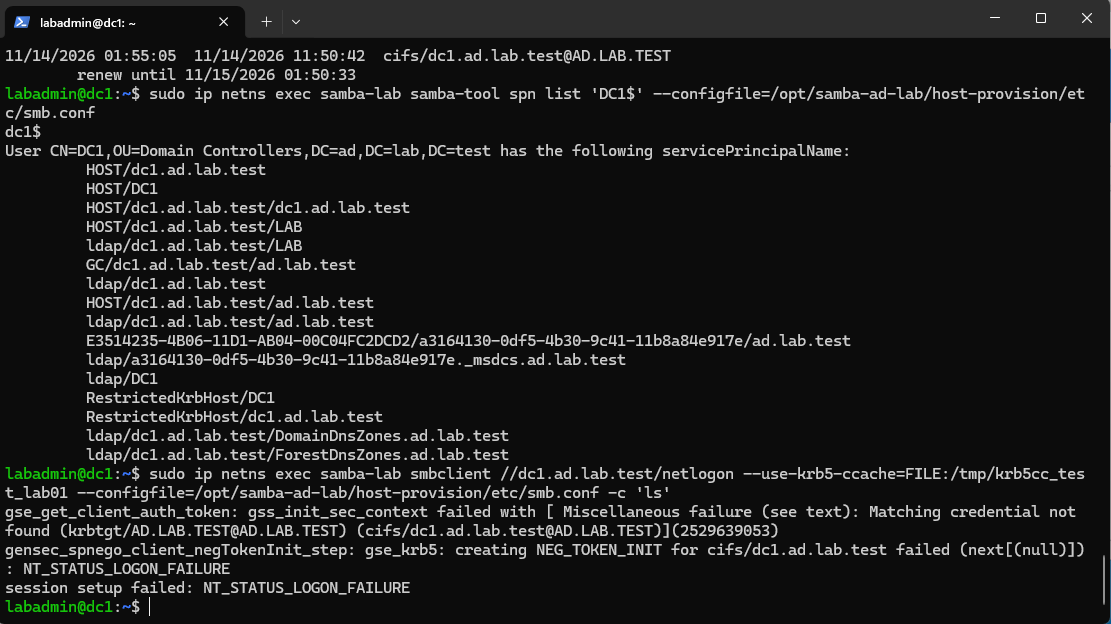 labadmin@dc1: ~
11/14/2026 01:55:05  11/14/2026 11:50:42  cifs/dc1.ad.lab.test@AD.LAB.TEST
        renew until 11/15/2026 01:50:33
labadmin@dc1:~$ sudo ip netns exec samba-lab samba-tool spn list 'DC1$' --configfile=/opt/samba-ad-lab/host-provision/et
c/smb.conf
dc1$
User CN=DC1,OU=Domain Controllers,DC=ad,DC=lab,DC=test has the following servicePrincipalName:
         HOST/dc1.ad.lab.test
         HOST/DC1
         HOST/dc1.ad.lab.test/dc1.ad.lab.test
         HOST/dc1.ad.lab.test/LAB
         ldap/dc1.ad.lab.test/LAB
         GC/dc1.ad.lab.test/ad.lab.test
         ldap/dc1.ad.lab.test
         HOST/dc1.ad.lab.test/ad.lab.test
         ldap/dc1.ad.lab.test/ad.lab.test
         E3514235-4B06-11D1-AB04-00C04FC2DCD2/a3164130-0df5-4b30-9c41-11b8a84e917e/ad.lab.test
         ldap/a3164130-0df5-4b30-9c41-11b8a84e917e._msdcs.ad.lab.test
         ldap/DC1
         RestrictedKrbHost/DC1
         RestrictedKrbHost/dc1.ad.lab.test
         ldap/dc1.ad.lab.test/DomainDnsZones.ad.lab.test
         ldap/dc1.ad.lab.test/ForestDnsZones.ad.lab.test
labadmin@dc1:~$ sudo ip netns exec samba-lab smbclient //dc1.ad.lab.test/netlogon --use-krb5-ccache=FILE:/tmp/krb5cc_tes
t_lab01 --configfile=/opt/samba-ad-lab/host-provision/etc/smb.conf -c 'ls'
gse_get_client_auth_token: gss_init_sec_context failed with [ Miscellaneous failure (see text): Matching credential not
found (krbtgt/AD.LAB.TEST@AD.LAB.TEST) (cifs/dc1.ad.lab.test@AD.LAB.TEST)](2529639053)
gensec_spnego_client_negTokenInit_step: gse_krb5: creating NEG_TOKEN_INIT for cifs/dc1.ad.lab.test failed (next[(null)])
: NT_STATUS_LOGON_FAILURE
session setup failed: NT_STATUS_LOGON_FAILURE
labadmin@dc1:~$